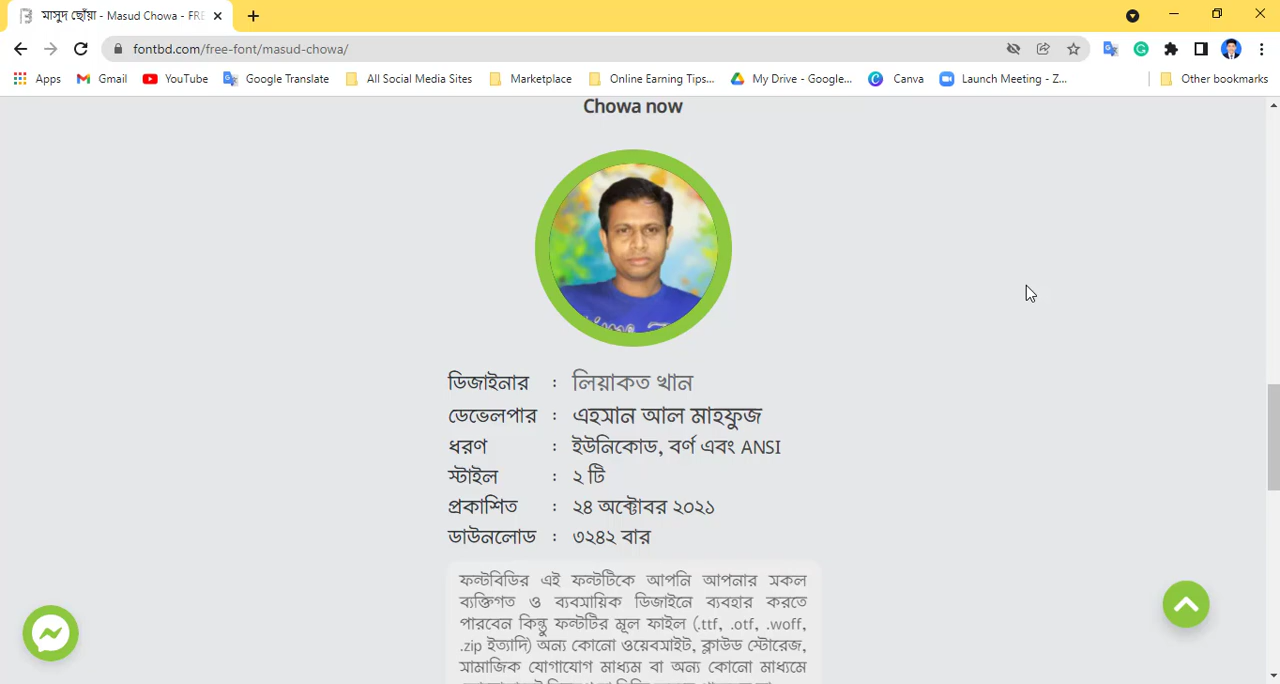 মাসুদ ছোঁয়া - Masud Chowa - FRE
fontbd.com/free-font/masud-chowa/
Apps Gmail YouTube Google Translate All Social Media Sites Marketplace Online Earning Tips... My Drive - Google... Canva Launch Meeting - Z... Other bookmarks
Chowa now
ডিজাইনার : লিয়াকত খান
ডেভেলপার : এহসান আল মাহফুজ
ধরণ : ইউনিকোড, বর্ণ এবং ANSI
স্টাইল : ২ টি
প্রকাশিত : ২৪ অক্টোবর ২০২১
ডাউনলোড : ৩২৪২ বার
ফন্টবিডির এই ফন্টটিকে আপনি আপনার সকল
ব্যক্তিগত ও ব্যবসায়িক ডিজাইনে ব্যবহার করতে
পারবেন কিন্তু ফন্টটির মূল ফাইল (.ttf, .otf, .woff,
.zip ইত্যাদি) অন্য কোনো ওয়েবসাইট, ক্লাউড স্টোরেজ,
সামাজিক যোগাযোগ মাধ্যম বা অন্য কোনো মাধ্যমে